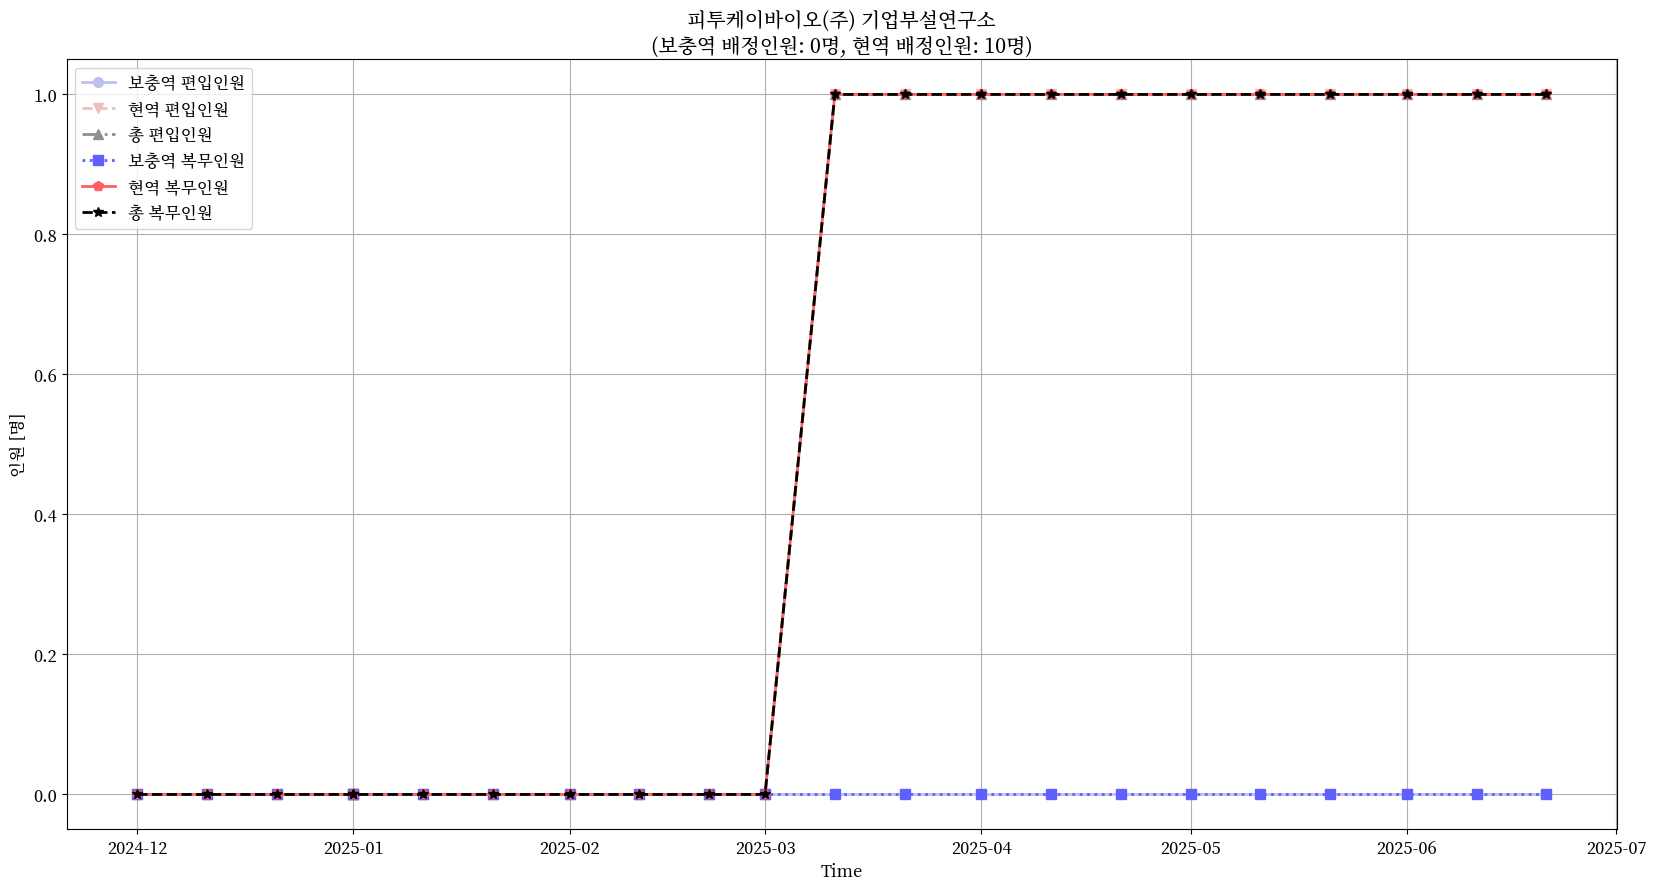 피투케이바이오(주) 기업부설연구소
(보충역 배정인원: 0명, 현역 배정인원: 10명)
보충역 편입인원
현역 편입인원
총 편입인원
보충역 복무인원
현역 복무인원
총 복무인원
1.0
0.8
0.6
0.4
0.2
0.0
인원 [명]
2024-12
2025-01
2025-02
2025-03
2025-04
2025-05
2025-06
2025-07
Time